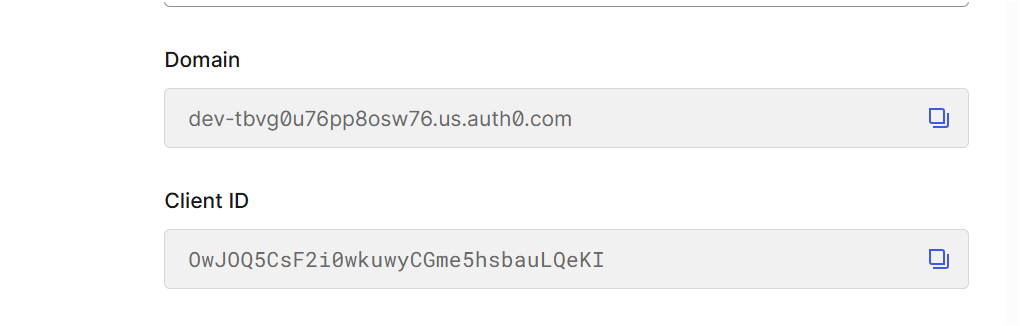 Domain
dev-tbvg0u76pp8osw76.us.auth0.com
Client ID
OwJOQ5CsF2i0wkuwyCGme5hsbauLQeKI